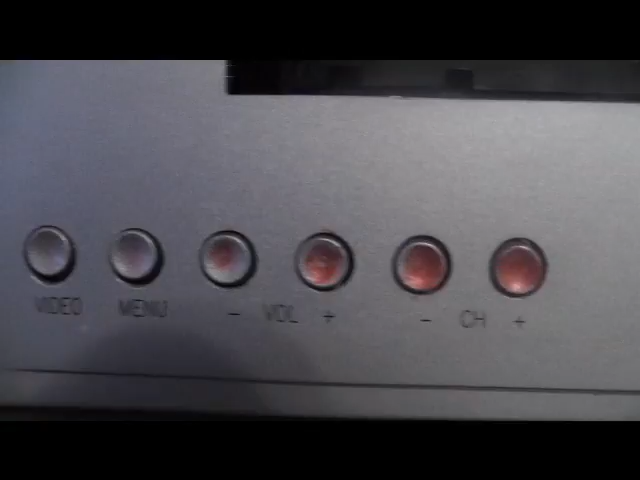 VIDEO MENU - VOL + - CH +